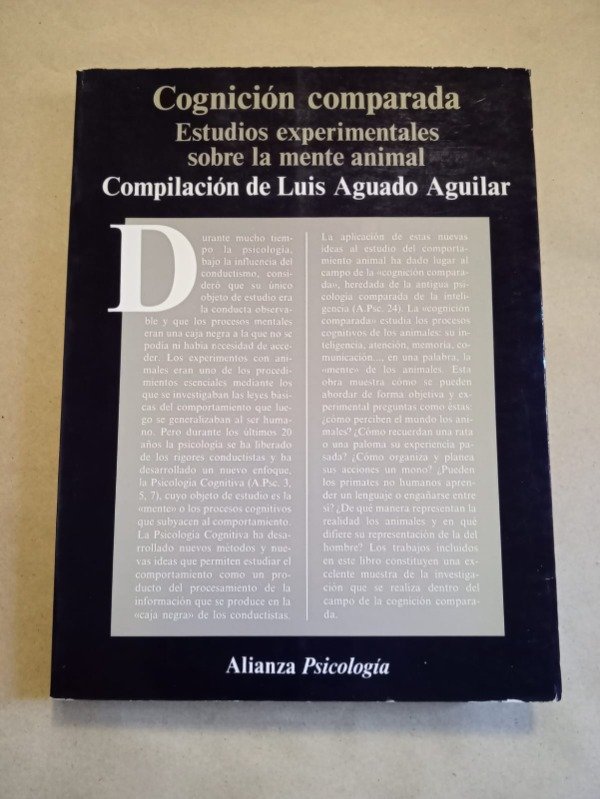 Cognición comparada
Estudios experimentales
sobre la mente animal
Compilación de Luis Aguado Aguilar
Durante mucho tiem-
po la psicología,
bajo la influencia del
conductismo, consi-
deró que su único
objeto de estudio era
la conducta observa-
ble y que los procesos mentales
eran una caja negra a la que no se
podía ni había necesidad de acce-
der. Los experimentos con ani-
males eran uno de los procedi-
mientos esenciales mediante los
que se investigaban las leyes bási-
cas del comportamiento que lue-
go se generalizaban al ser huma-
no. Pero durante los últimos 20
años la psicología se ha liberado
de los rigores conductistas y ha
desarrollado un nuevo enfoque,
la Psicología Cognitiva (A.Psc. 3,
5, 7), cuyo objeto de estudio es la
«mente» o los procesos cognitivos
que subyacen al comportamiento.
La Psicología Cognitiva ha desa-
rrollado nuevos métodos y nue-
vas ideas que permiten estudiar el
comportamiento como un pro-
ducto del procesamiento de la
información que se produce en la
«caja negra» de los conductistas.
La aplicación de estas nuevas
ideas al estudio del comporta-
miento animal ha dado lugar al
campo de la «cognición compara-
da», heredada de la antigua psi-
cología comparada de la inteli-
gencia (A.Psc. 24). La «cognición
comparada» estudia los procesos
cognitivos de los animales: su in-
teligencia, atención, memoria, co-
municación..., en una palabra, la
«mente» de los animales. Esta
obra muestra cómo se pueden
abordar de forma objetiva y ex-
perimental preguntas como éstas:
¿cómo perciben el mundo los ani-
males? ¿Cómo recuerdan una rata
o una paloma su experiencia pa-
sada? ¿Cómo organiza y planea
sus acciones un mono? ¿Pueden
los primates no humanos apren-
der un lenguaje o engañarse entre
sí? ¿De qué manera representan la
realidad los animales y en qué
difiere su representación de la del
hombre? Los trabajos incluidos
en este libro constituyen una ex-
celente muestra de la investiga-
ción que se realiza dentro del
campo de la cognición compara-
da.
Alianza Psicología